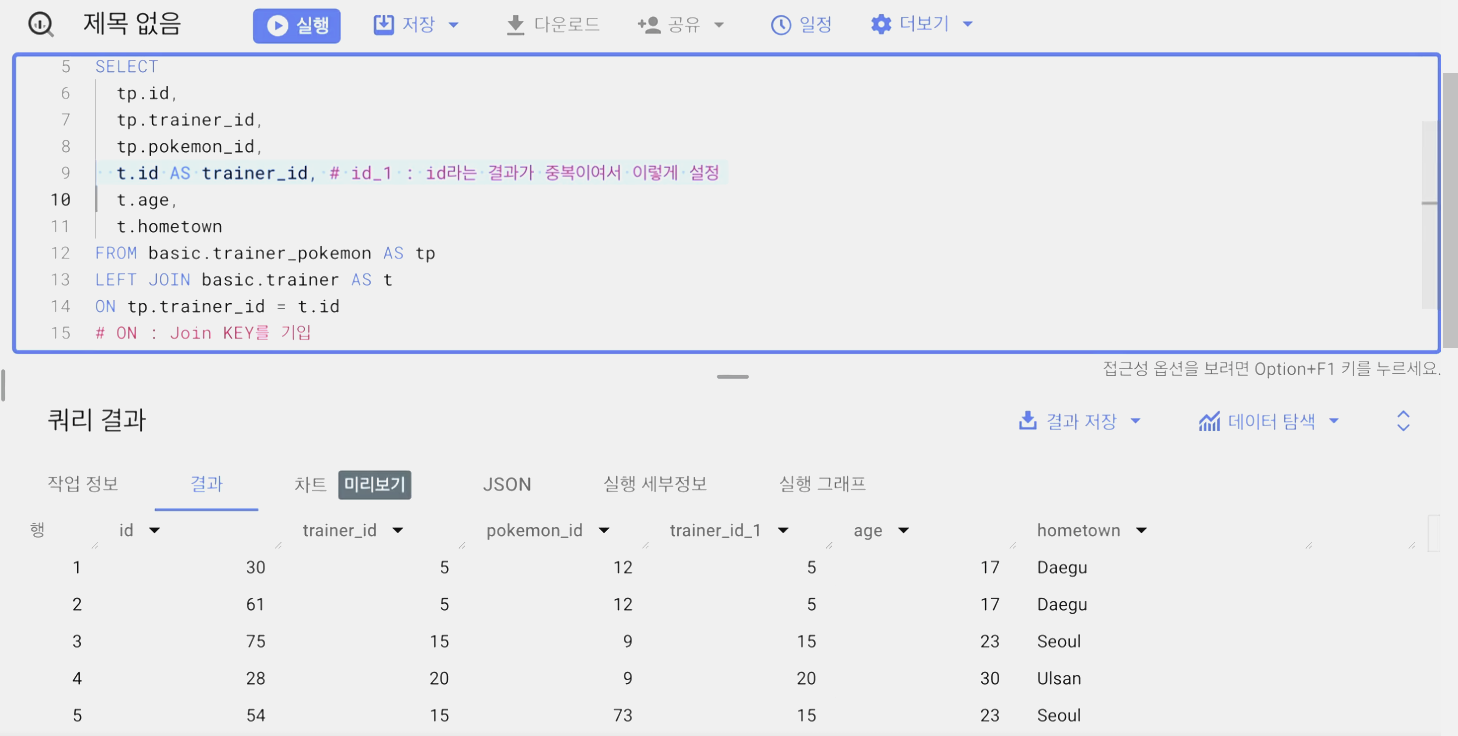 제목 없음 실행 저장 다운로드 공유 일정 더보기
5 SELECT
6 tp.id,
7 tp.trainer_id,
8 tp.pokemon_id,
9 t.id AS trainer_id, # id_1 : id라는 결과가 중복이여서 이렇게 설정
10 t.age,
11 t.hometown
12 FROM basic.trainer_pokemon AS tp
13 LEFT JOIN basic.trainer AS t
14 ON tp.trainer_id = t.id
15 # ON : Join KEY를 기입
접근성 옵션을 보려면 Option+F1 키를 누르세요.
쿼리 결과 결과 저장 데이터 탐색
작업 정보 결과 차트 미리보기 JSON 실행 세부정보 실행 그래프
행 id trainer_id pokemon_id trainer_id_1 age hometown
1 30 5 12 5 17 Daegu
2 61 5 12 5 17 Daegu
3 75 15 9 15 23 Seoul
4 28 20 9 20 30 Ulsan
5 54 15 73 15 23 Seoul